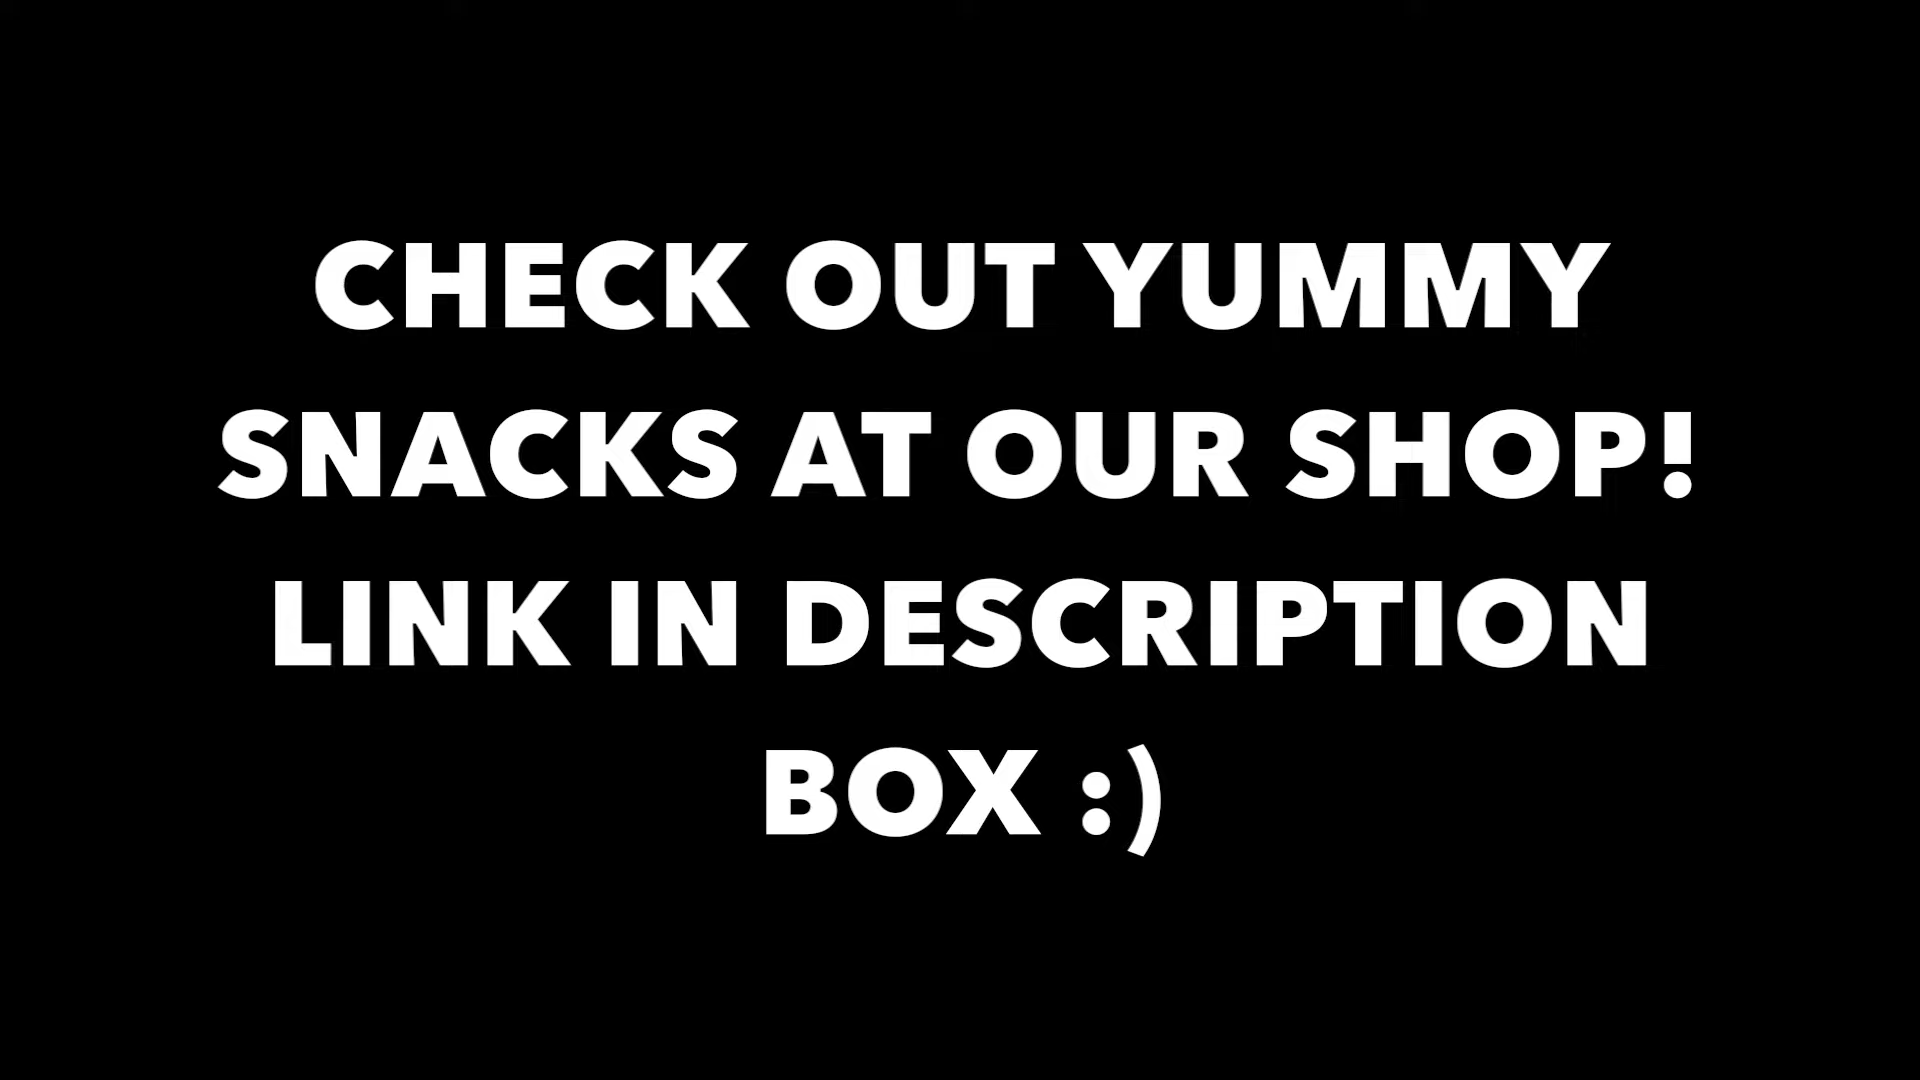 CHECK OUT YUMMY
SNACKS AT OUR SHOP!
LINK IN DESCRIPTION
BOX :)